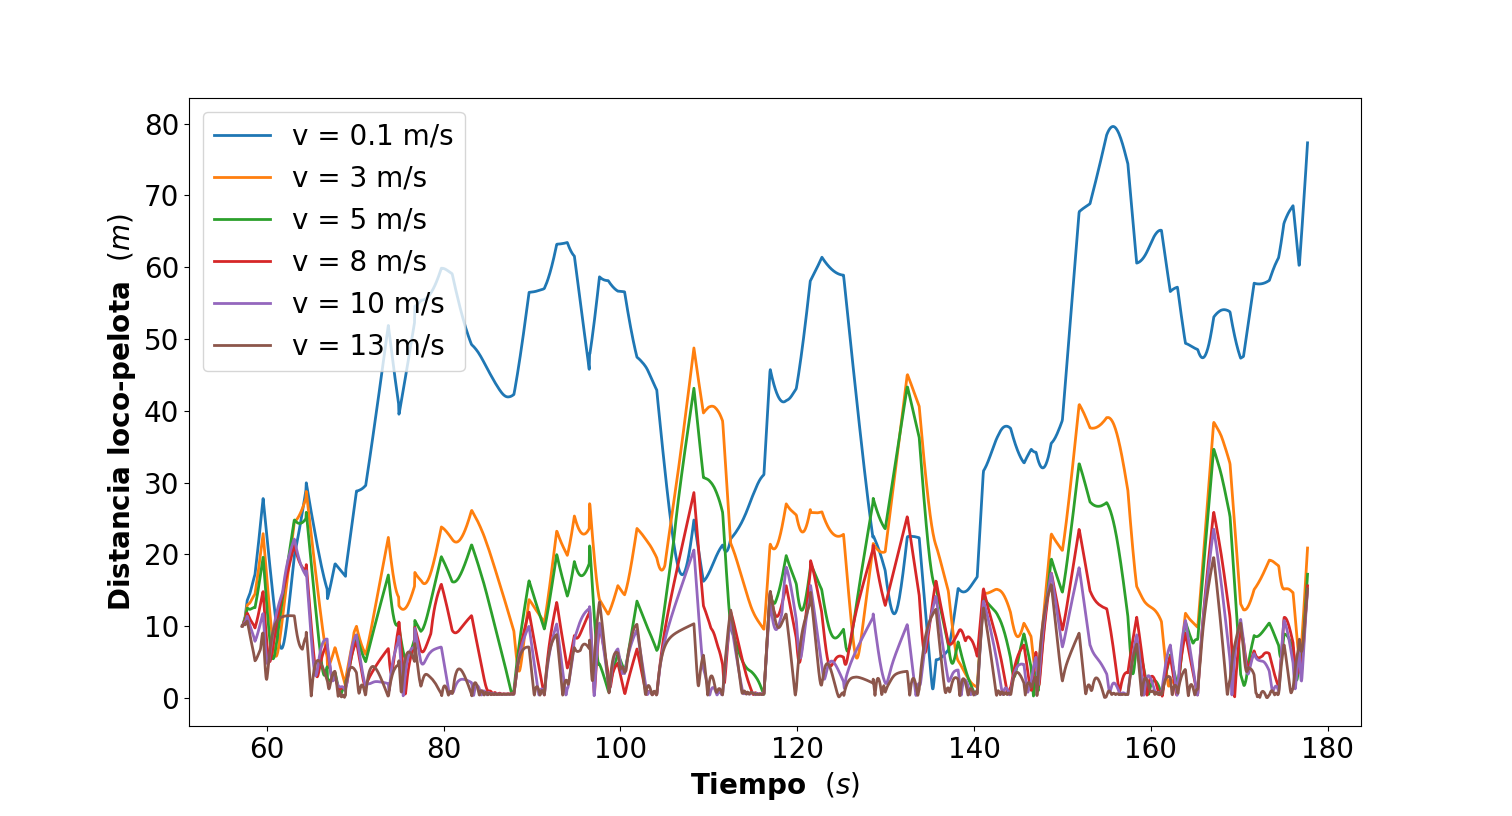 80
70
60
50
40
30
20
10
0
Distancia loco-pelota (m)
v = 0.1 m/s
v = 3 m/s
v = 5 m/s
v = 8 m/s
v = 10 m/s
v = 13 m/s
60 80 100 120 140 160 180
Tiempo (s)